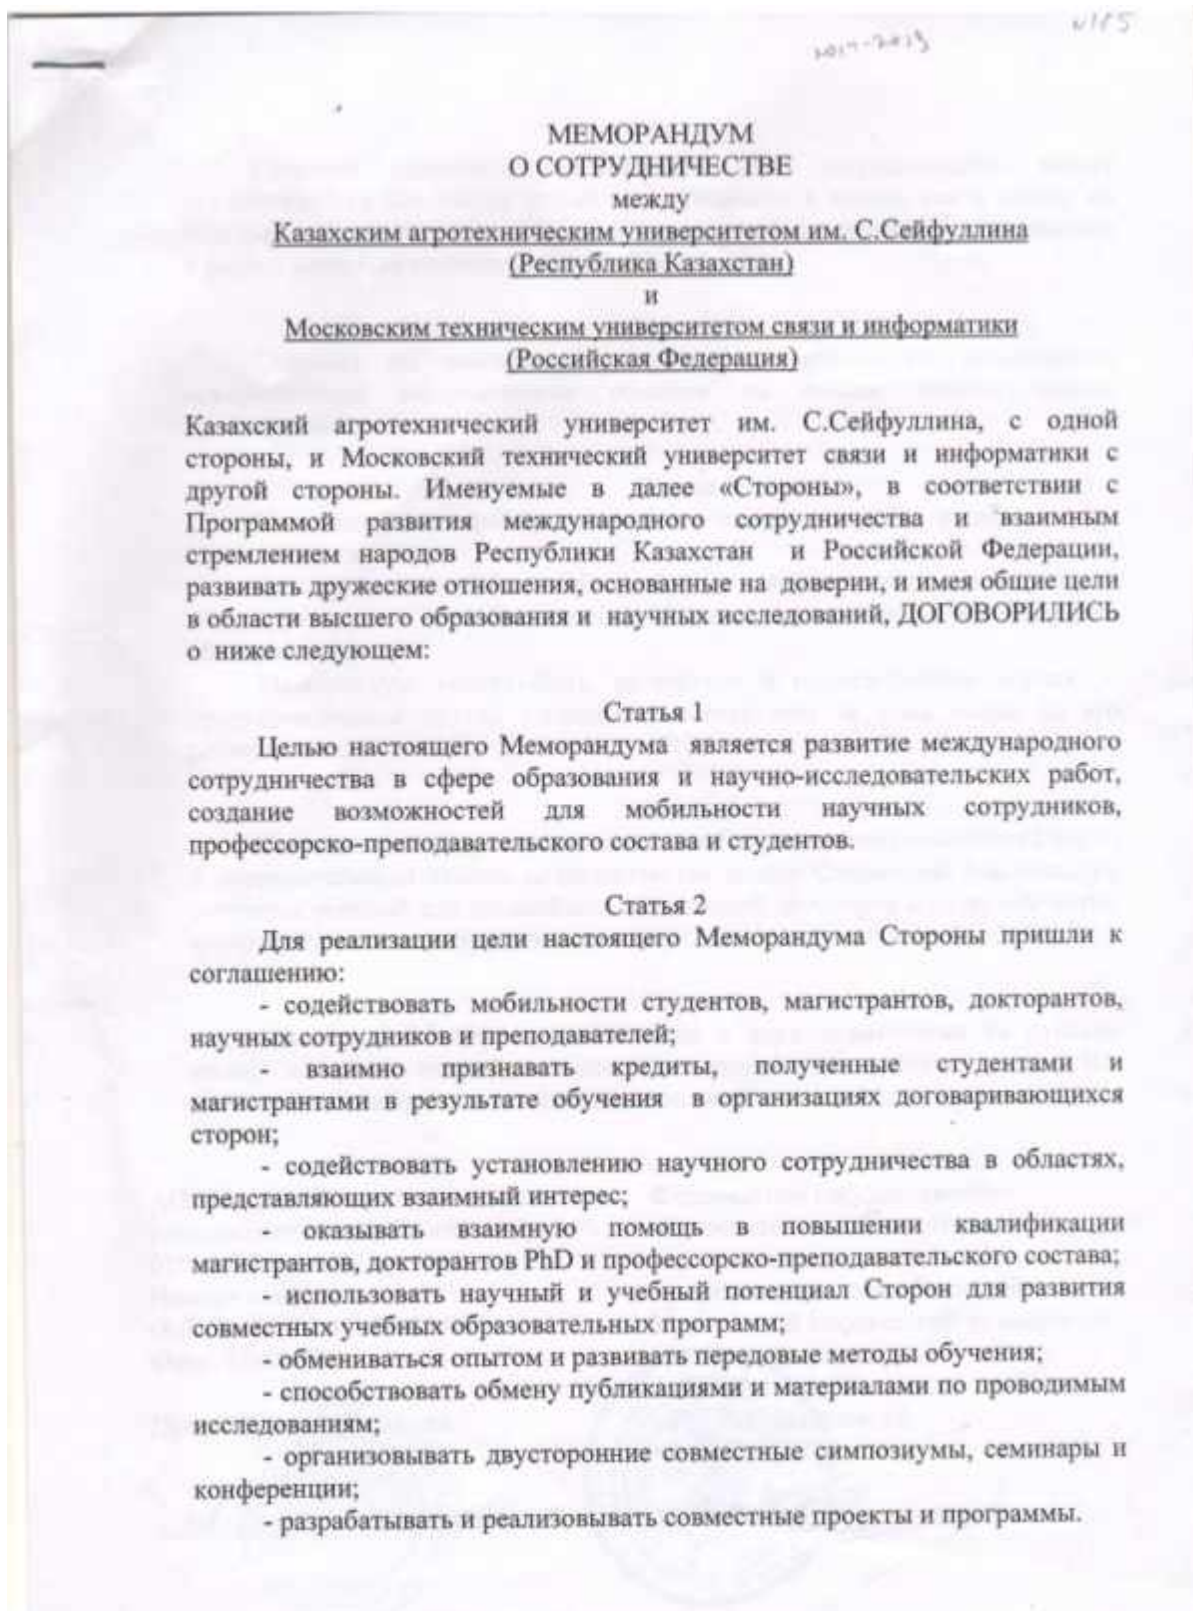 №185
2014-2019
МЕМОРАНДУМ
О СОТРУДНИЧЕСТВЕ
между
Казахским агротехническим университетом им. С.Сейфуллина
(Республика Казахстан)
и
Московским техническим университетом связи и информатики
(Российская Федерация)
Казахский агротехнический университет им. С.Сейфуллина, с одной
стороны, и Московский технический университет связи и информатики с
другой стороны. Именуемые в далее «Стороны», в соответствии с
Программой развития международного сотрудничества и взаимным
стремлением народов Республики Казахстан и Российской Федерации,
развивать дружеские отношения, основанные на доверии, и имея общие цели
в области высшего образования и научных исследований, ДОГОВОРИЛИСЬ
о ниже следующем:
Статья 1
Целью настоящего Меморандума является развитие международного
сотрудничества в сфере образования и научно-исследовательских работ,
создание возможностей для мобильности научных сотрудников,
профессорско-преподавательского состава и студентов.
Статья 2
Для реализации цели настоящего Меморандума Стороны пришли к
соглашению:
- содействовать мобильности студентов, магистрантов, докторантов,
научных сотрудников и преподавателей;
- взаимно признавать кредиты, полученные студентами и
магистрантами в результате обучения в организациях договаривающихся
сторон;
- содействовать установлению научного сотрудничества в областях,
представляющих взаимный интерес;
- оказывать взаимную помощь в повышении квалификации
магистрантов, докторантов PhD и профессорско-преподавательского состава;
- использовать научный и учебный потенциал Сторон для развития
совместных учебных образовательных программ;
- обмениваться опытом и развивать передовые методы обучения;
- способствовать обмену публикациями и материалами по проводимым
исследованиям;
- организовывать двусторонние совместные симпозиумы, семинары и
конференции;
- разрабатывать и реализовывать совместные проекты и программы.